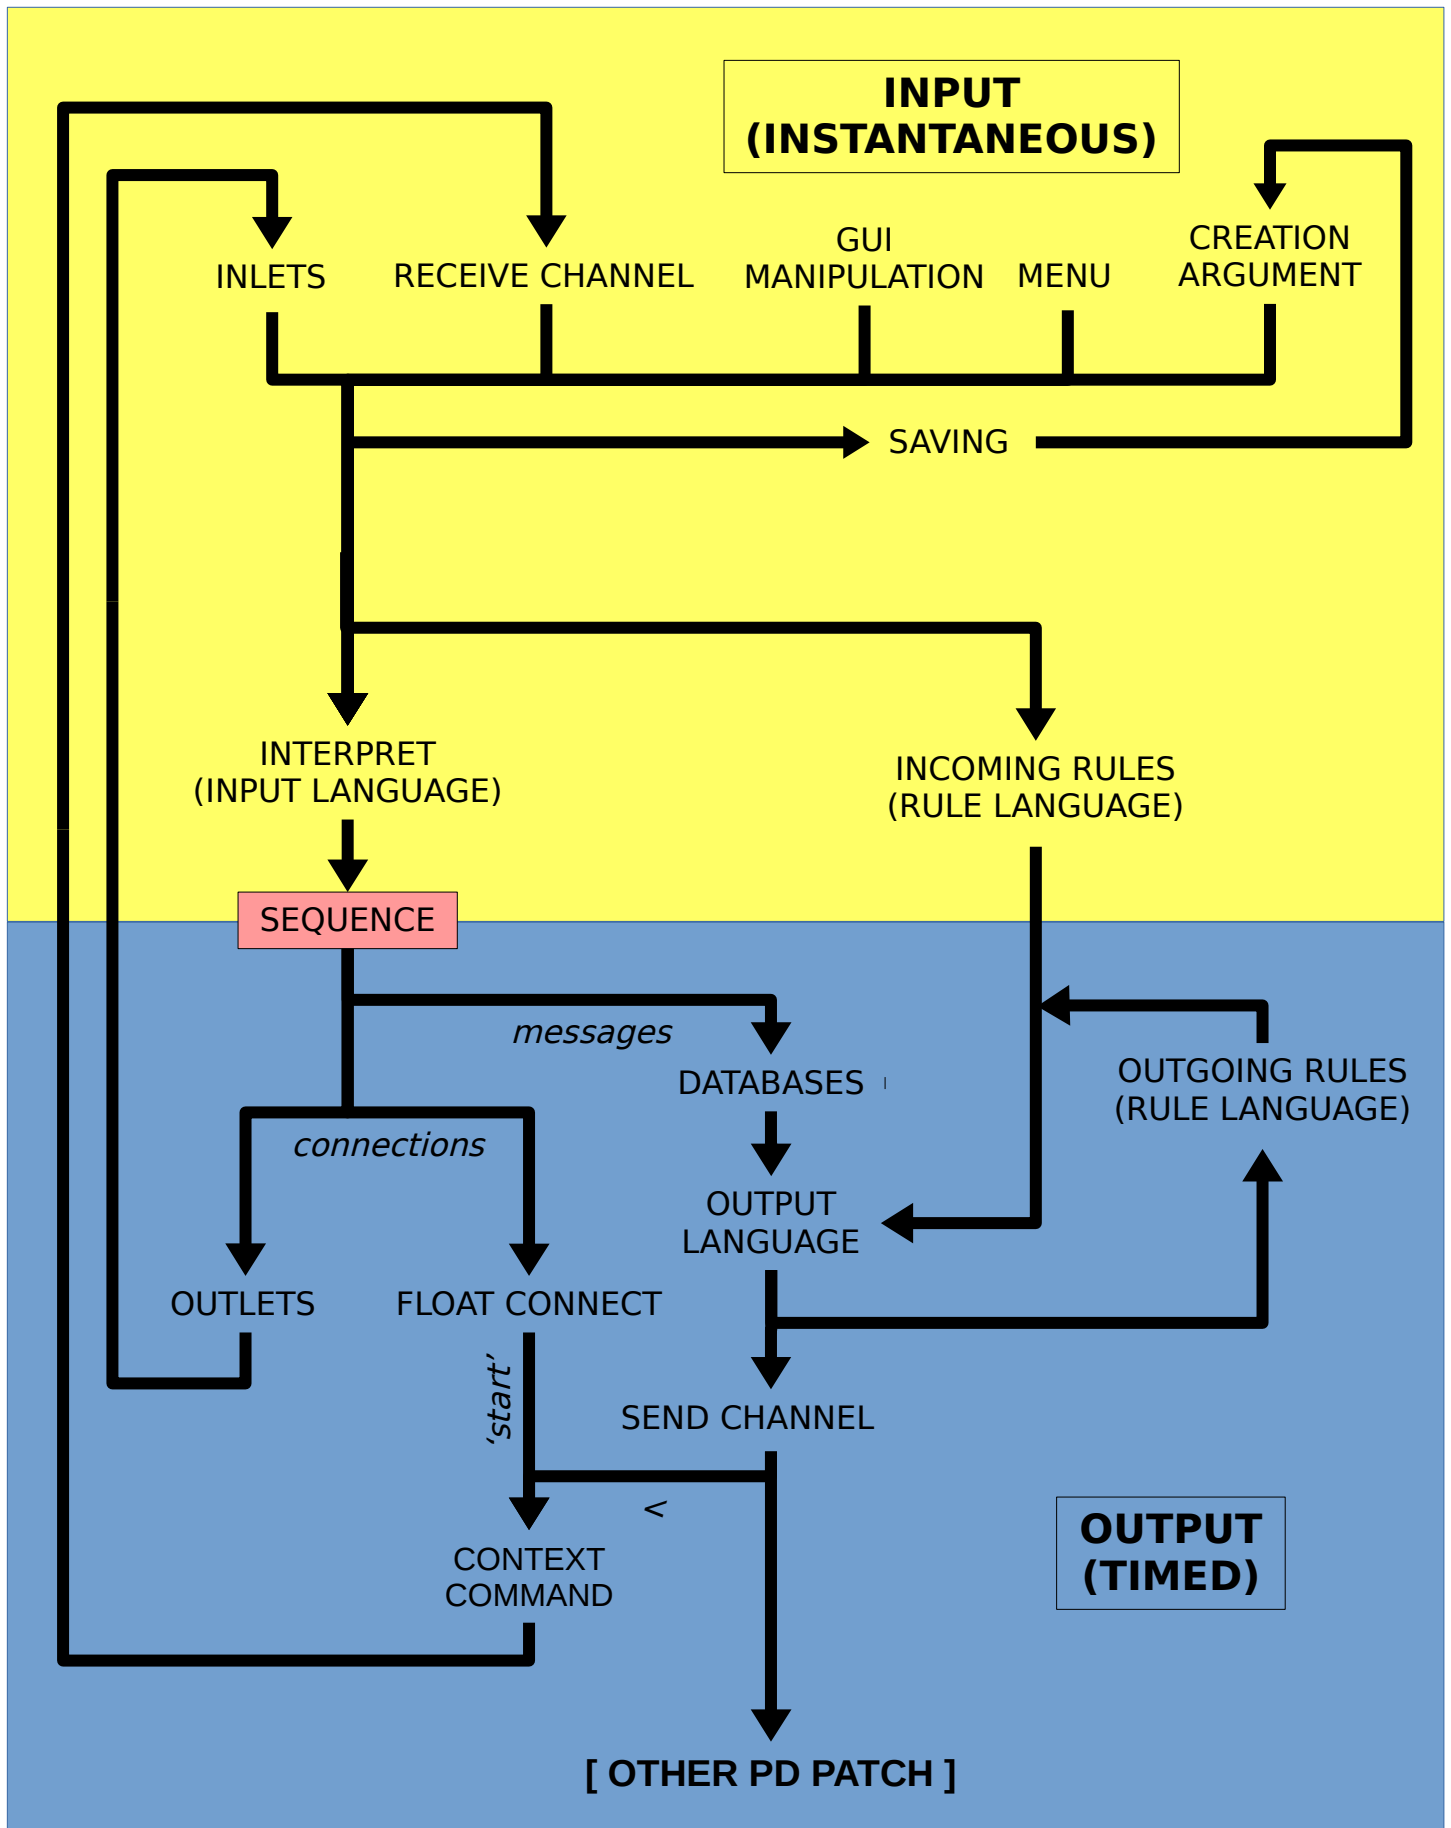 INPUT
(INSTANTANEOUS)
INLETS
RECEIVE CHANNEL
GUI
MANIPULATION
MENU
CREATION
ARGUMENT
SAVING
INTERPRET
(INPUT LANGUAGE)
INCOMING RULES
(RULE LANGUAGE)
SEQUENCE
messages
DATABASES
OUTGOING RULES
(RULE LANGUAGE)
connections
OUTPUT
LANGUAGE
OUTLETS
FLOAT CONNECT
‘start’
SEND CHANNEL
<
CONTEXT
COMMAND
OUTPUT
(TIMED)
[ OTHER PD PATCH ]